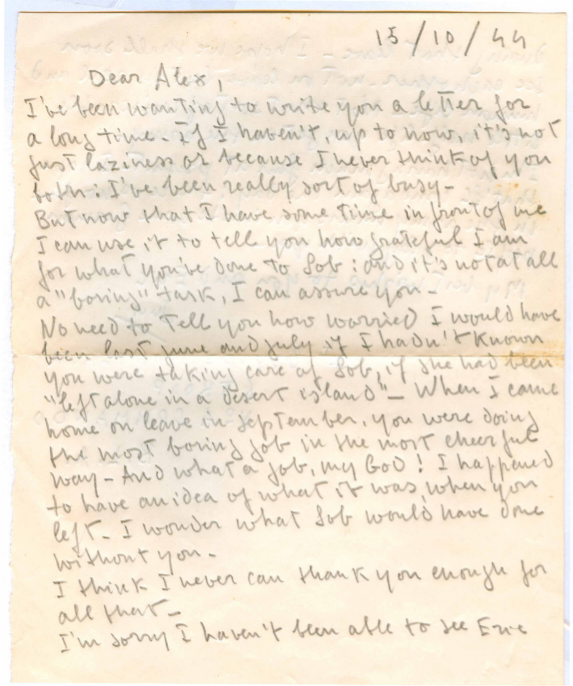 15/10/44
Dear Alex,
I've been wanting to write you a letter for
a long time. If I haven't, up to now, it's not
just laziness or because I never think of you
both: I've been really sort of busy-
But now that I have some time in front of me
I can use it to tell you how grateful I am
for what you've done to Sob: and it's not at all
a "boring" task, I can assure you-
No need to tell you how worried I would have
been last june and july if I hadn't known
you were taking care of Sob, if she had been
"left alone in a desert island"- When I came
home on leave in september, you were doing
the most boring job in the most cheerful
way- And what a job, my God! I happened
to have an idea of what it was, when you
left- I wonder what Sob would have done
without you-
I think I never can thank you enough for
all that-
I'm sorry I haven't been able to see Eric